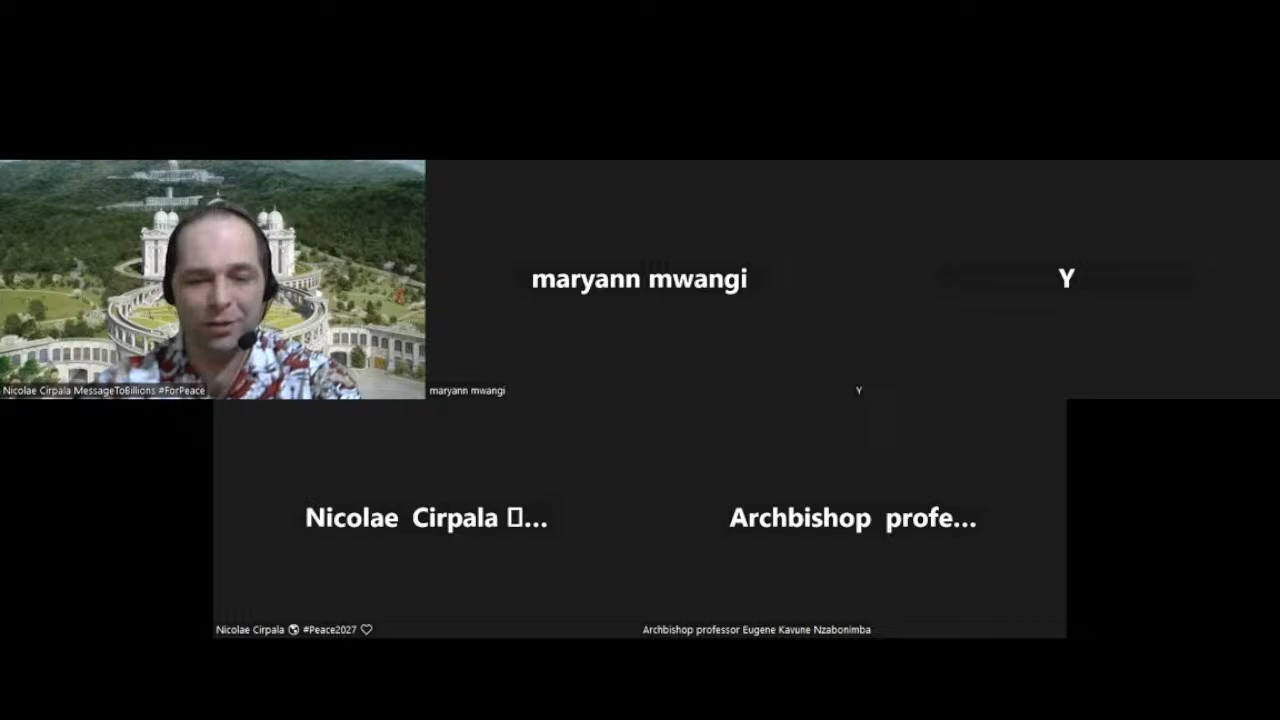 maryann mwangi
Y
Nicolae Cirpala MessageToBillions #ForPeace
maryann mwangi
Y
Nicolae Cirpala ▯...
Archbishop profe...
Nicolae Cirpala 🌎 #Peace2027 ♡
Archbishop professor Eugene Kavune Nzabonimba